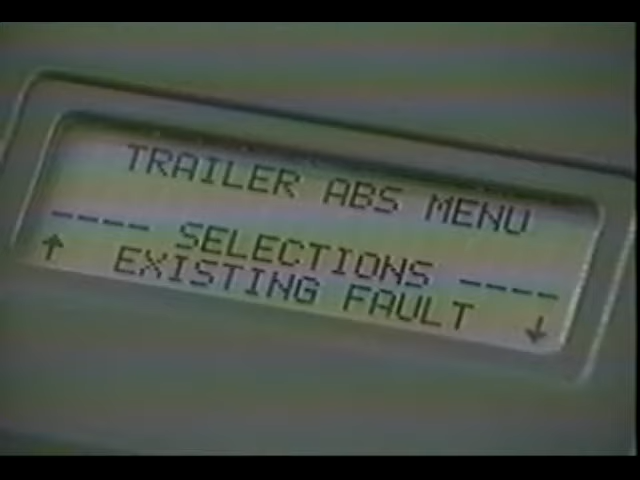 TRAILER ABS MENU
---- SELECTIONS ----
↑ EXISTING FAULT ↓